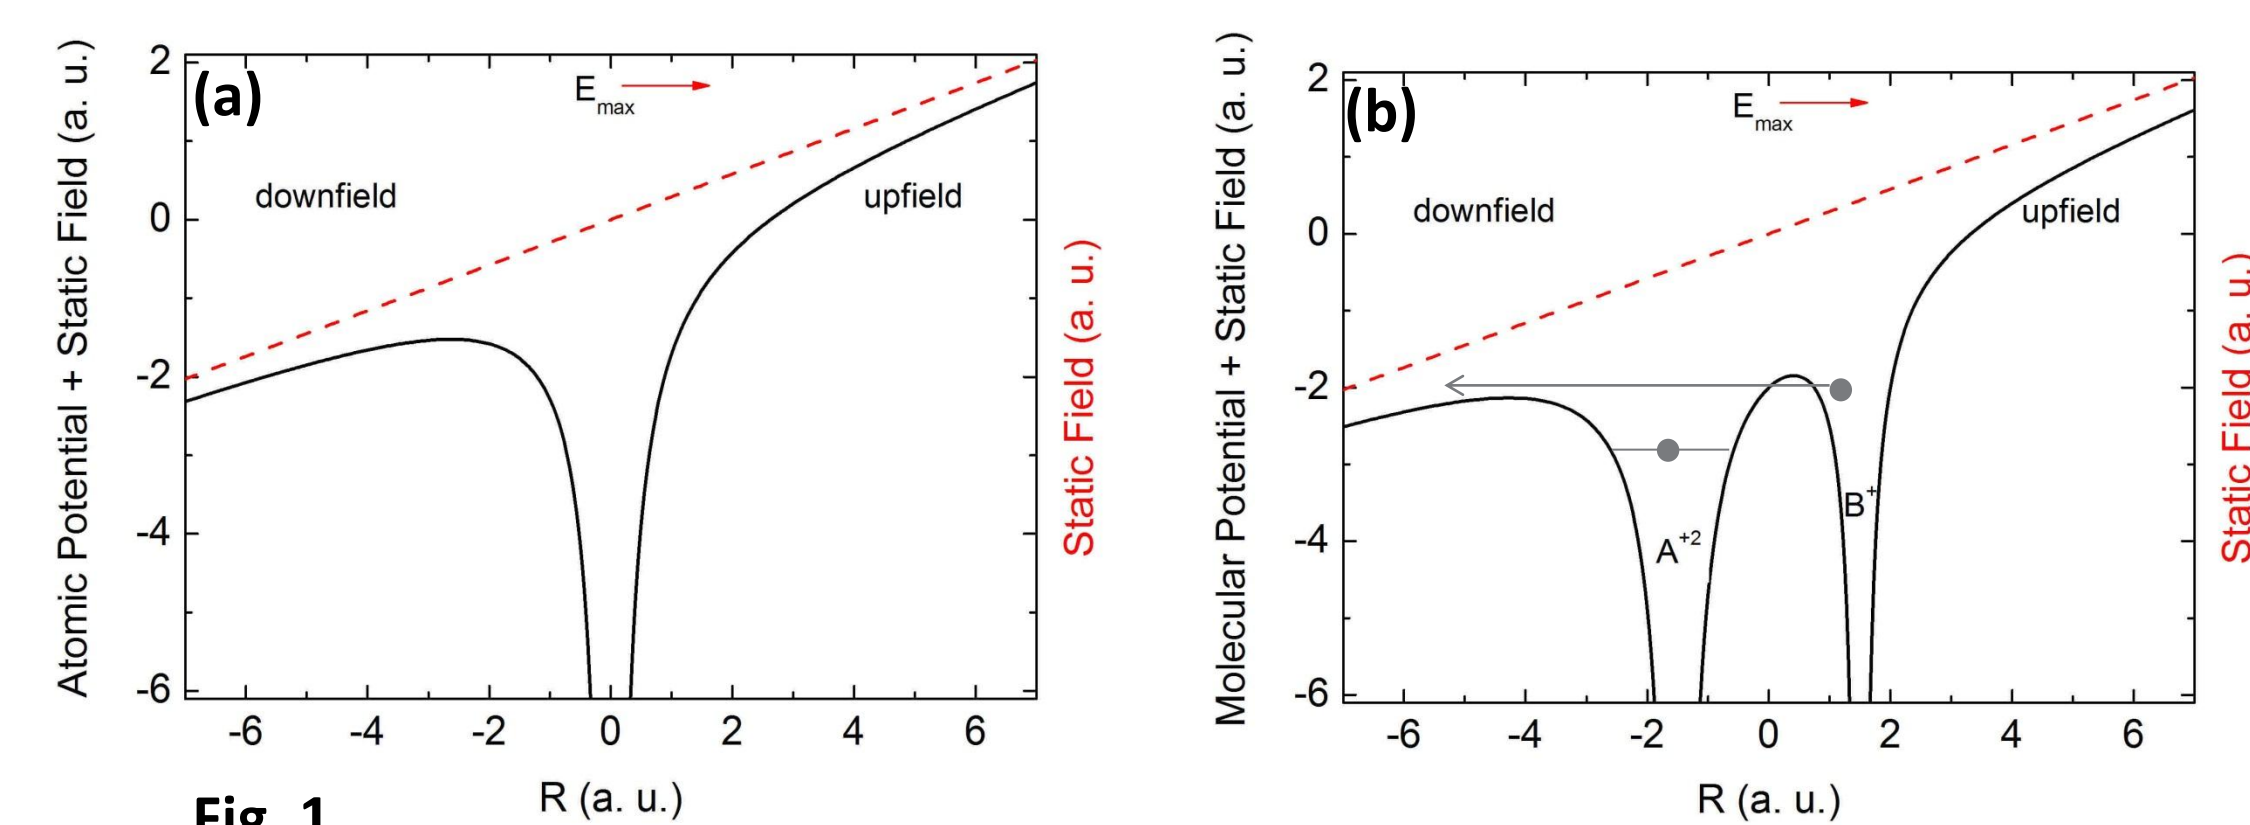 (a)
E max
downfield
upfield
2
0
-2
-4
-6
-6 -4 -2 0 2 4 6
R (a. u.)
Atomic Potential + Static Field (a. u.)
Static Field (a. u.)
(b)
E max
downfield
upfield
A+2
B+
2
0
-2
-4
-6
-6 -4 -2 0 2 4 6
R (a. u.)
Molecular Potential + Static Field (a. u.)
Static Field (a. u.)
Fig. 1